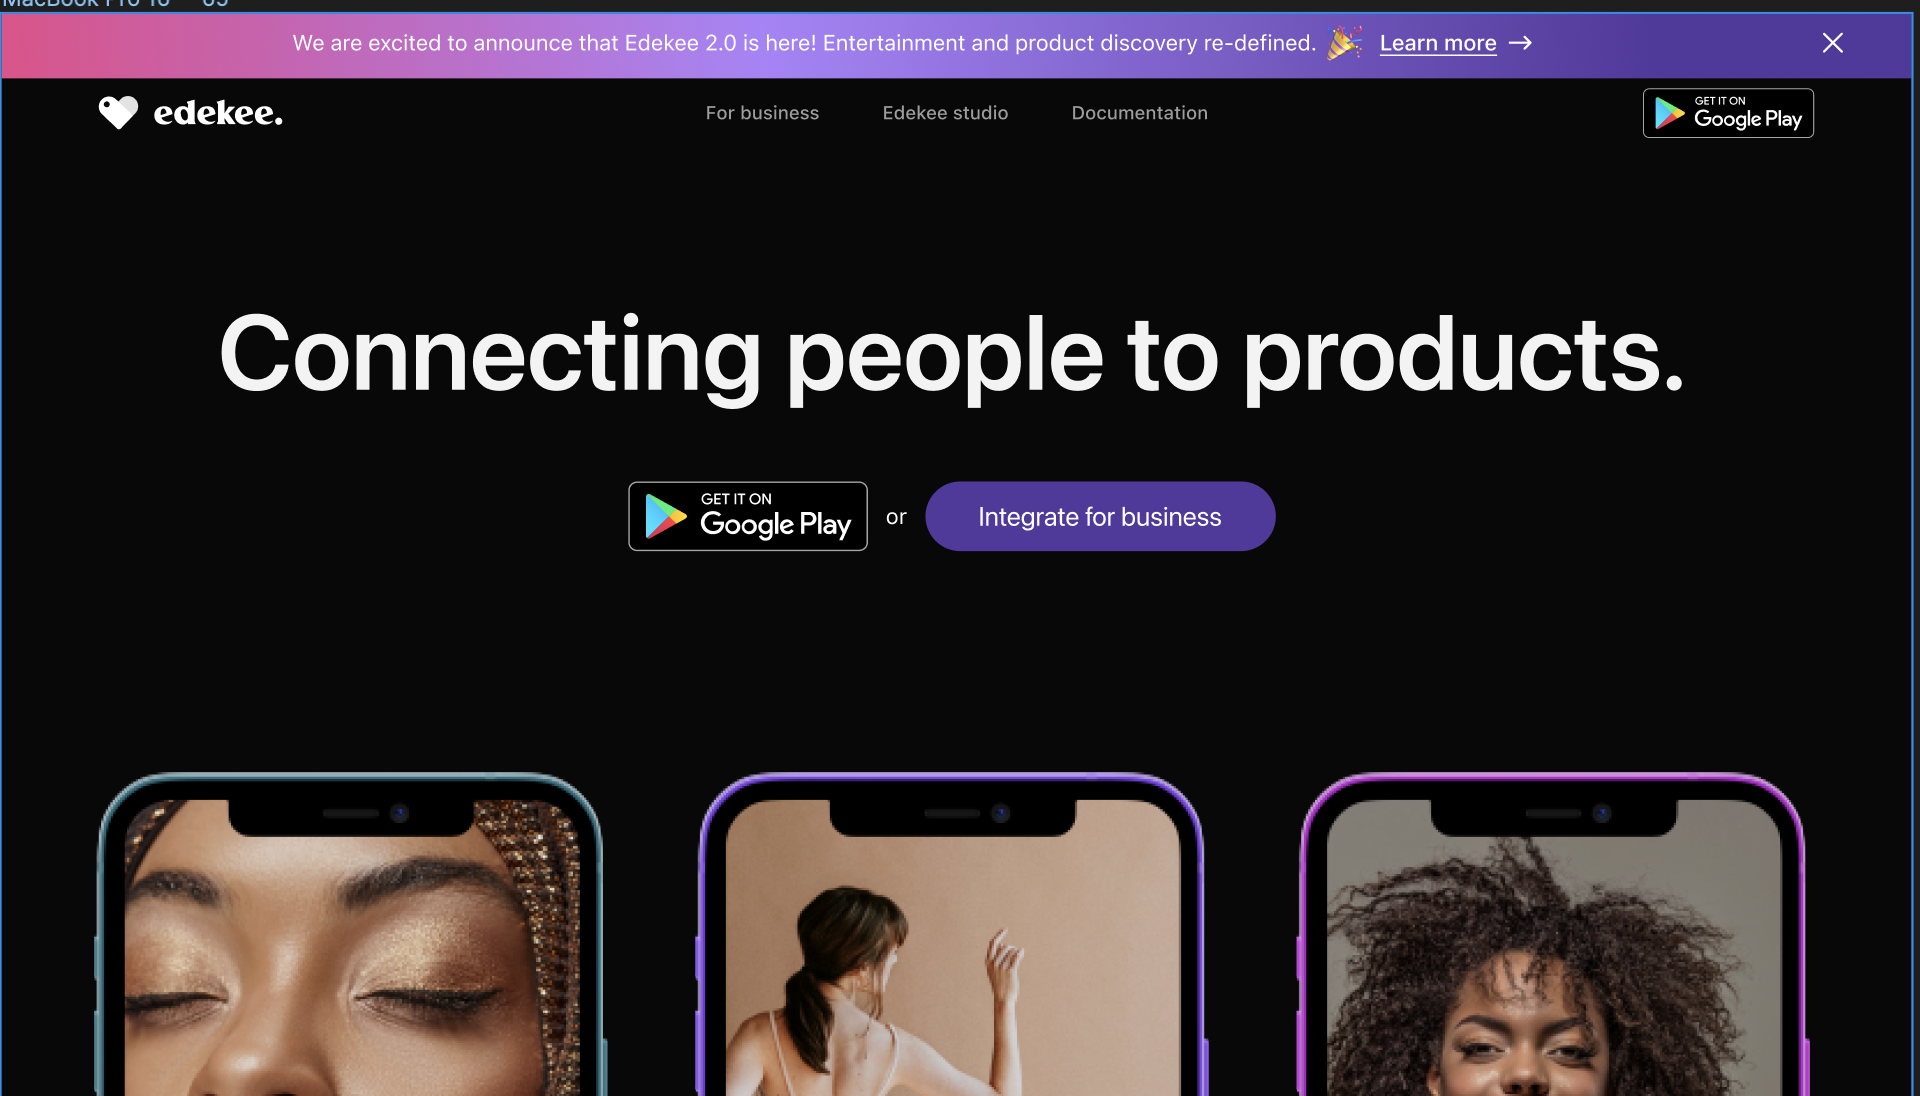 We are excited to announce that Edekee 2.0 is here! Entertainment and product discovery re-defined. 🎉 Learn more →
edekee.
For business
Edekee studio
Documentation
GET IT ON
Google Play
Connecting people to products.
GET IT ON
Google Play
or
Integrate for business